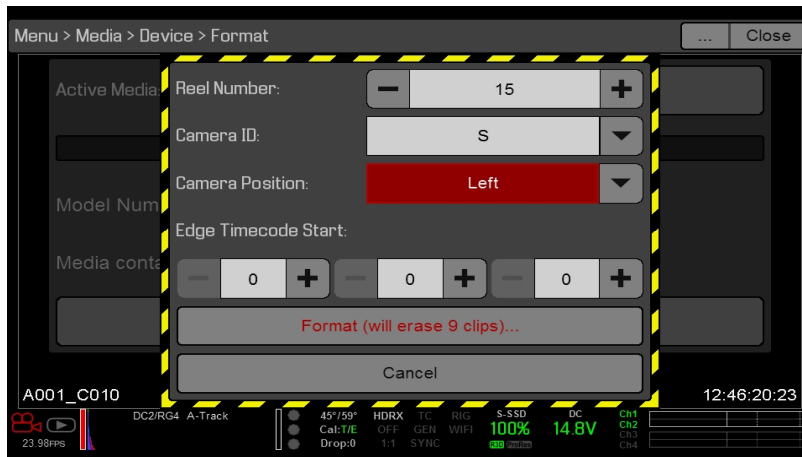 Menu > Media > Device > Format
... Close
Active Media:
Reel Number: 15
Camera ID: S
Camera Position: Left
Model Num
Edge Timecode Start:
Media conta
0 0 0
Format (will erase 9 clips)...
Cancel
A001_C010 12:46:20:23
DC2/RG4 A-Track 45°/59° HDRX TC RIG S-SSD DC Ch1
Cal:T/E OFF GEN WIFI 100% 14.8V Ch2
23.98FPS Drop:0 1:1 SYNC R3D ProRes Ch3
Ch4